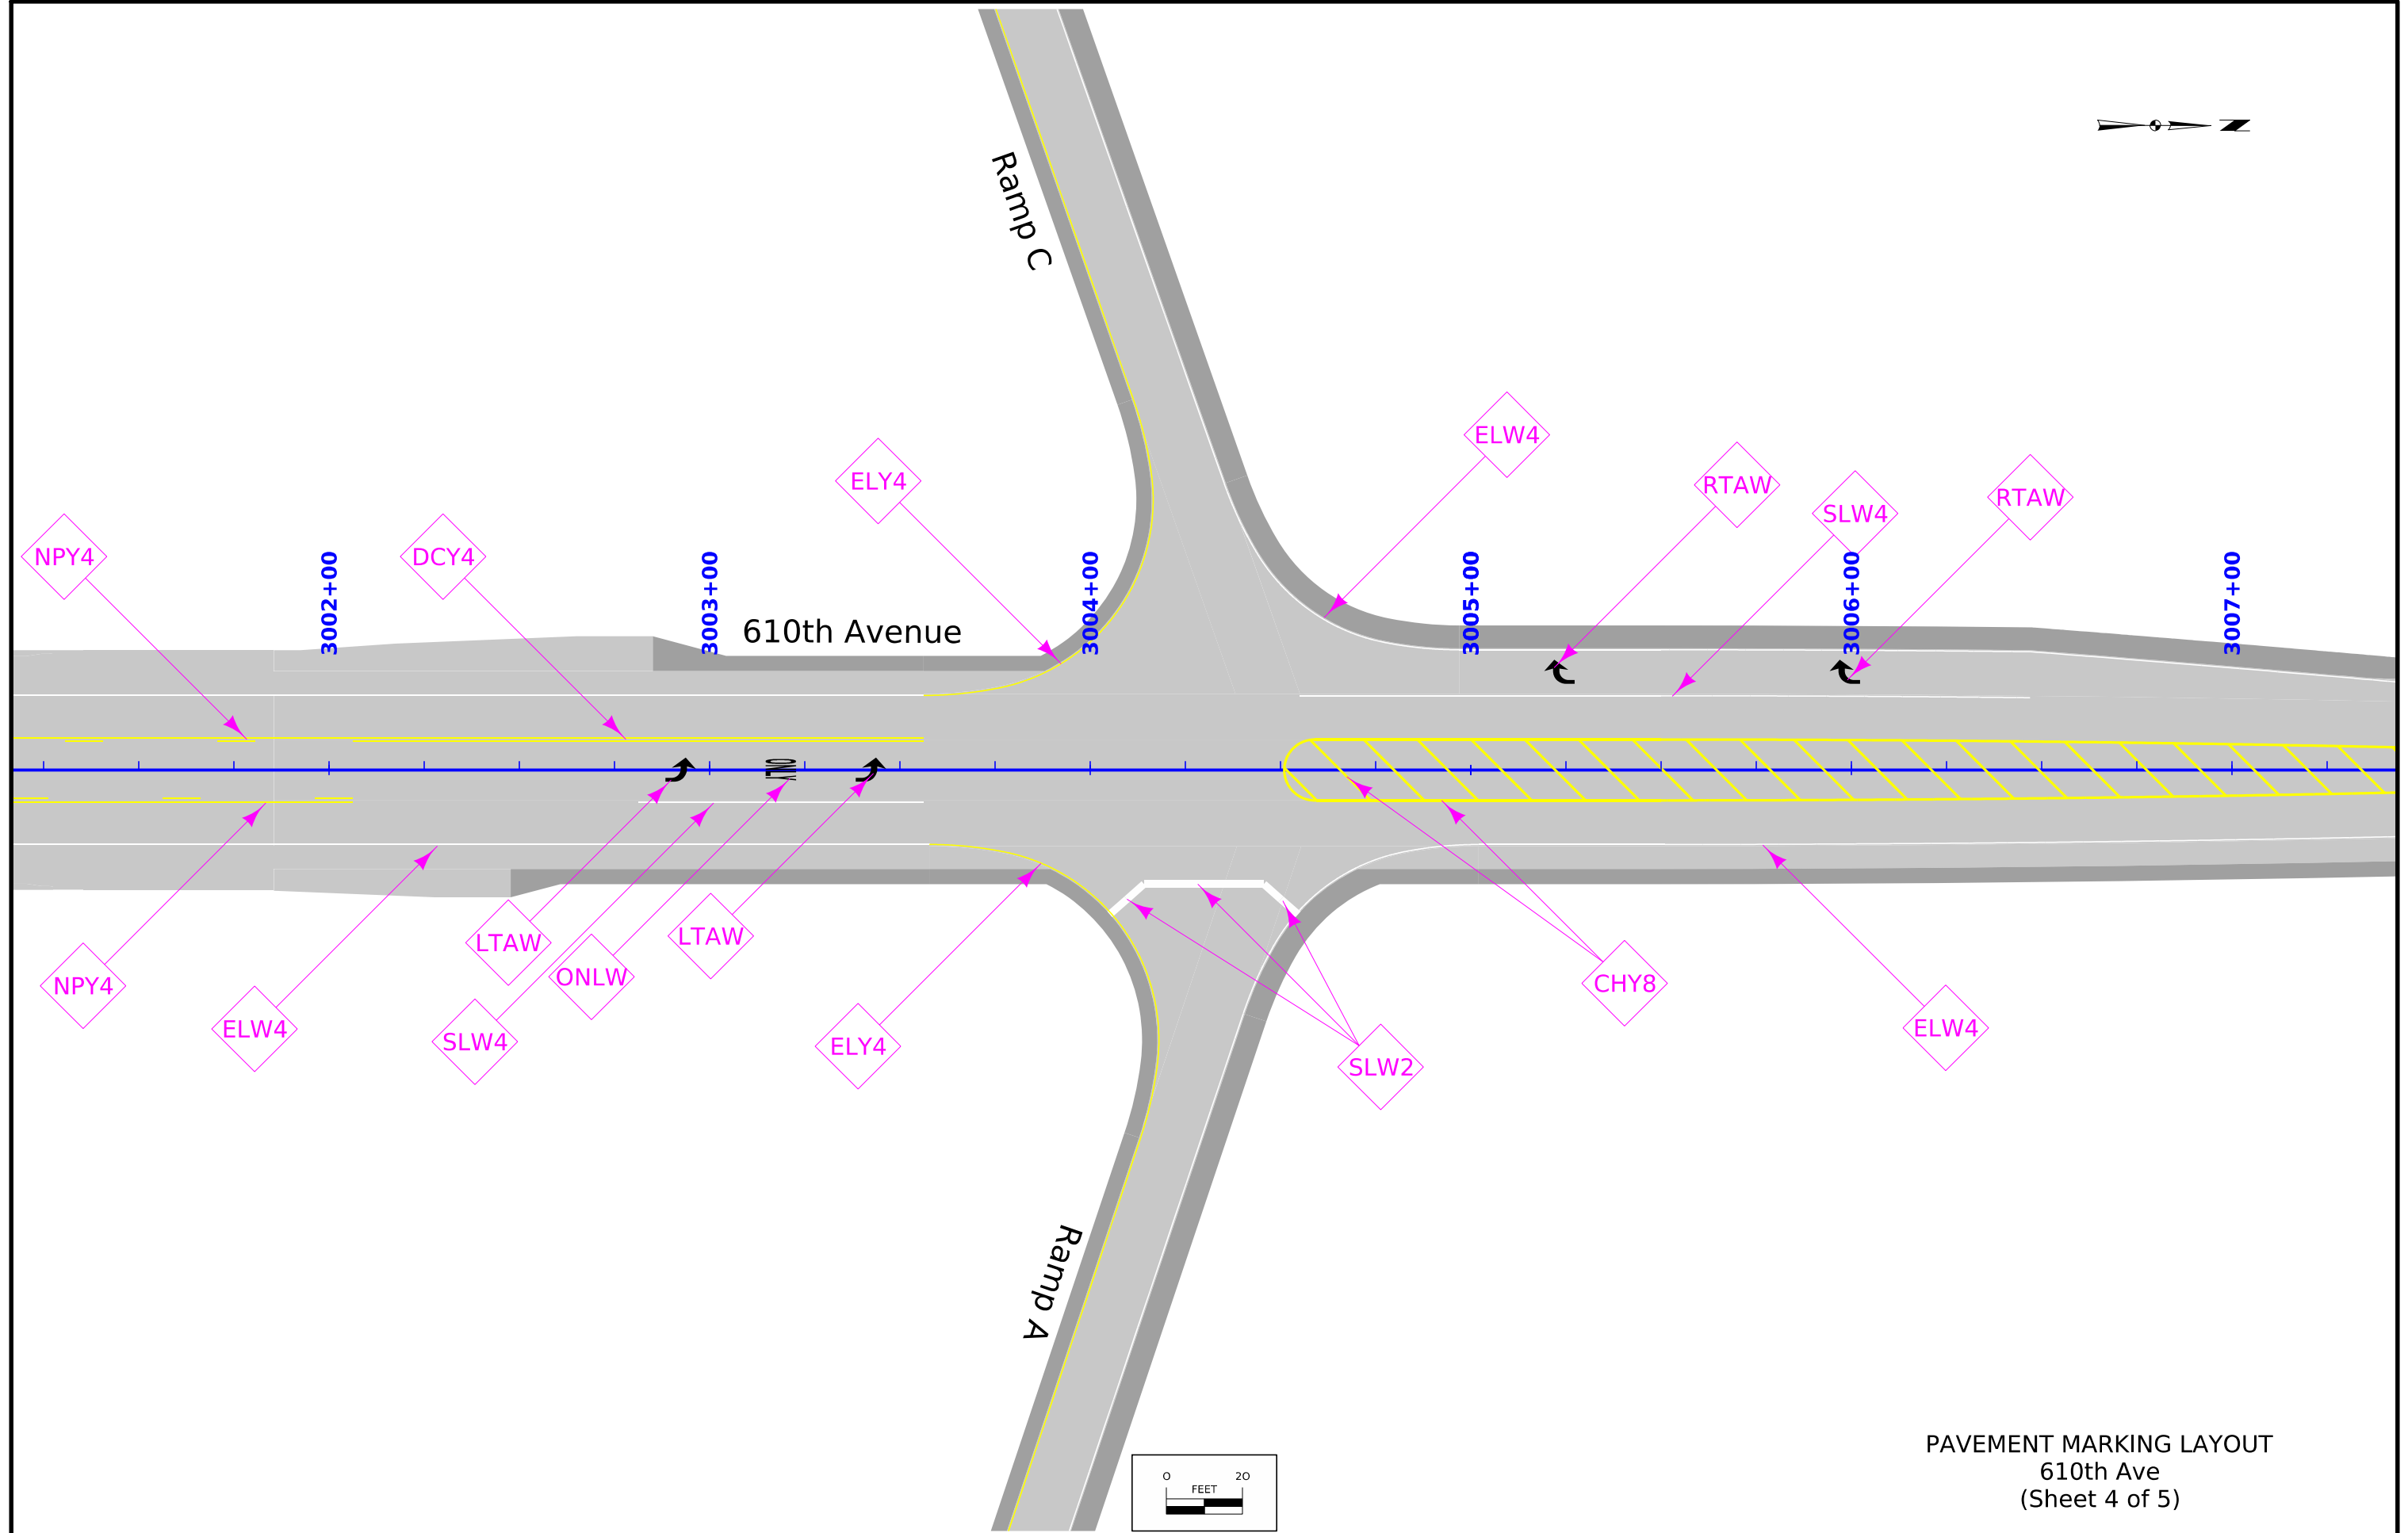 N
Ramp C
ELW4
ELY4
RTAW
SLW4
RTAW
NPY4
DCY4
3002+00
3003+00
3004+00
3005+00
3006+00
3007+00
610th Avenue
ONLY
LTAW
LTAW
ONLW
NPY4
ELW4
SLW4
ELY4
SLW2
CHY8
ELW4
Ramp A
0 20
FEET
PAVEMENT MARKING LAYOUT
610th Ave
(Sheet 4 of 5)